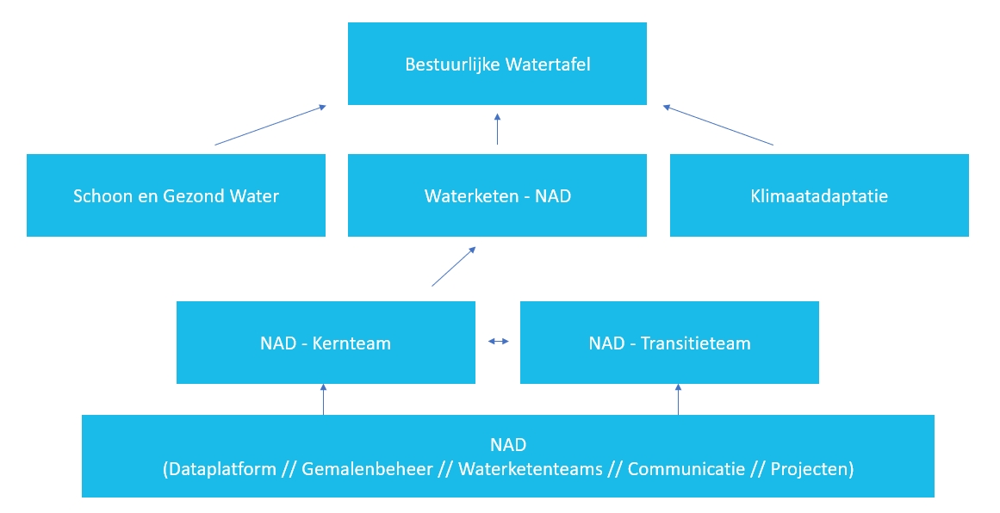 Bestuurlijke Watertafel
Schoon en Gezond Water
Waterketen - NAD
Klimaatadaptatie
NAD - Kernteam
NAD - Transitieteam
NAD
(Dataplatform // Gemalenbeheer // Waterketenteams // Communicatie // Projecten)